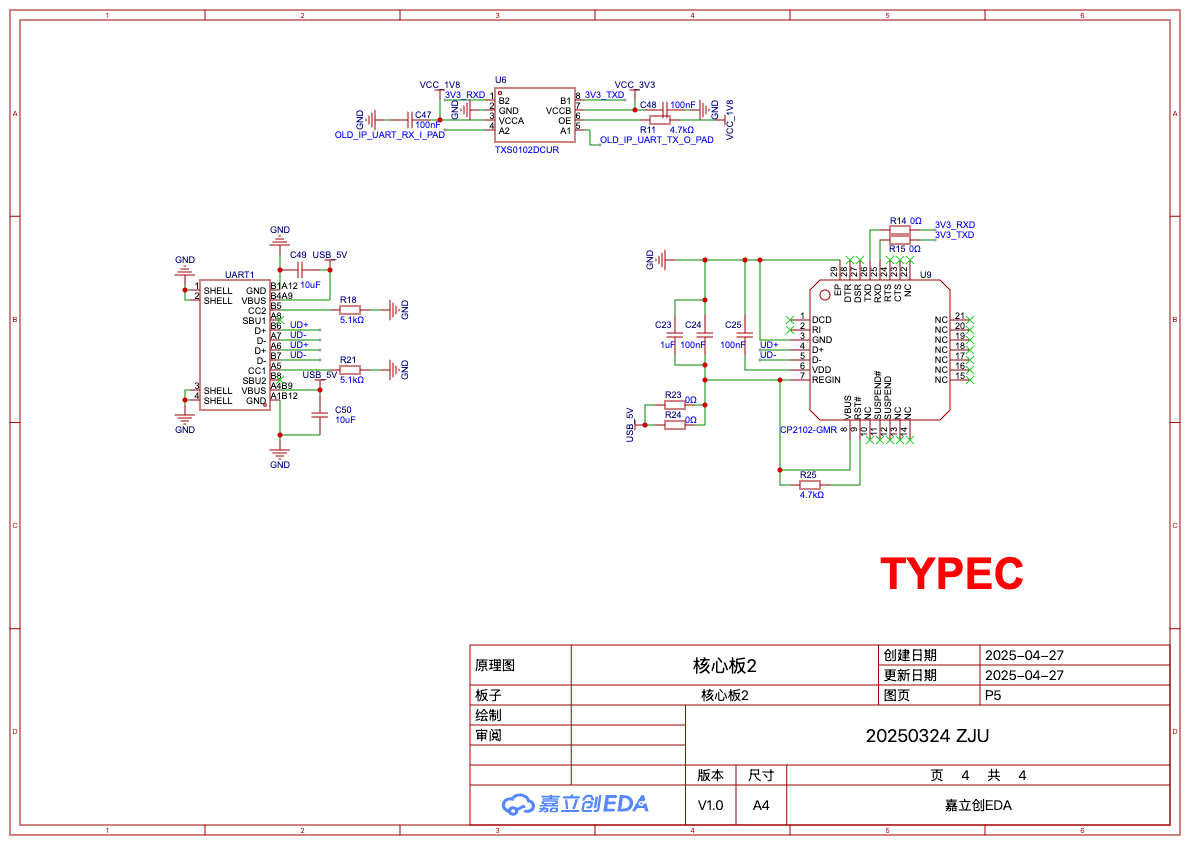 1 2 3 4 5 6
A A
B B
C C
D D
U6
VCC_1V8 VCC_3V3
3V3_RXD 1 B2 B1 8 3V3_TXD
GND 2 GND VCCB 7 C48 100nF GND
GND C47 100nF 3 VCCA OE 6 R11 4.7kΩ VCC_1V8
OLD_IP_UART_RX_I_PAD 4 A2 A1 5 OLD_IP_UART_TX_O_PAD
TXS0102DCUR
GND
C49 USB_5V
10uF
GND
UART1
1 SHELL GND B1A12
2 SHELL VBUS B4A9
CC2 B5 R18 5.1kΩ GND
SBU1 A8
D+ B6 UD+
D- A7 UD-
D+ A6 UD+
D- B7 UD-
CC1 A5 R21 5.1kΩ GND
SBU2 B8 USB_5V
3 SHELL VBUS A4B9
4 SHELL GND A1B12
GND
C50
10uF
GND
R14 0Ω 3V3_RXD
R15 0Ω 3V3_TXD
GND
U9
29 28 27 26 25 24 23 22
EP DTR DSR TXD RXD RTS CTS NC
C23 1uF C24 100nF C25 100nF
1 DCD NC 21
2 RI NC 20
3 GND NC 19
UD+ 4 D+ NC 18
UD- 5 D- NC 17
6 VDD NC 16
7 REGIN NC 15
VBUS RST# NC SUSPEND# SUSPEND NC NC
8 9 10 11 12 13 14
CP2102-GMR
R23 0Ω
R24 0Ω
USB_5V
R25
4.7kΩ
TYPEC
原理图 核心板2 创建日期 2025-04-27
更新日期 2025-04-27
板子 核心板2 图页 P5
绘制
审阅
20250324 ZJU
版本 尺寸 页 4 共 4
嘉立创EDA V1.0 A4 嘉立创EDA
1 2 3 4 5 6